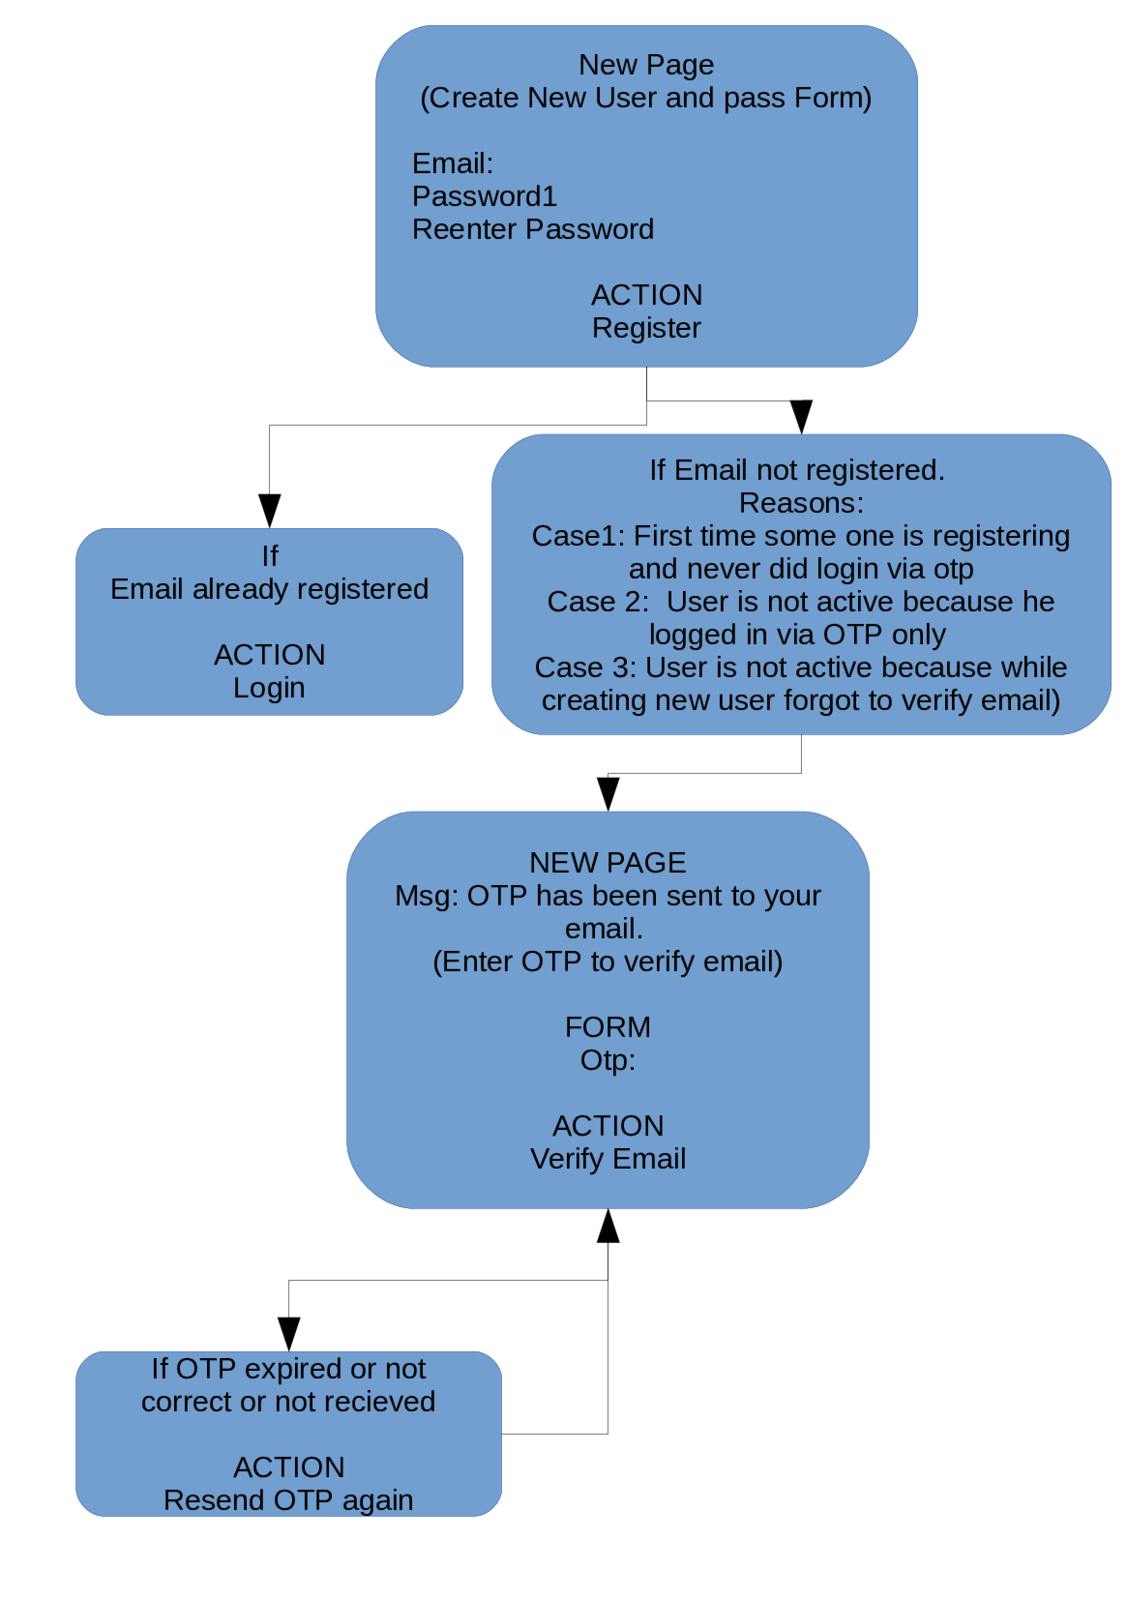 New Page
(Create New User and pass Form)
Email:
Password1
Reenter Password
ACTION
Register
If
Email already registered
ACTION
Login
If Email not registered.
Reasons:
Case1: First time some one is registering
and never did login via otp
Case 2:  User is not active because he
logged in via OTP only
Case 3: User is not active because while
creating new user forgot to verify email)
NEW PAGE
Msg: OTP has been sent to your
email.
(Enter OTP to verify email)
FORM
Otp:
ACTION
Verify Email
If OTP expired or not
correct or not recieved
ACTION
Resend OTP again